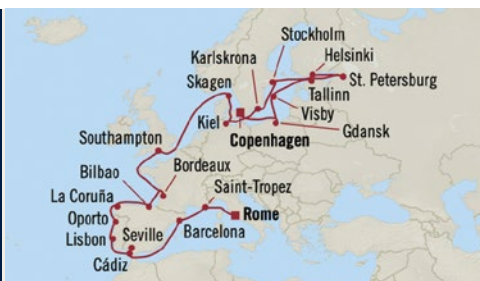 Stockholm
Karlskrona
Helsinki
Skagen
St. Petersburg
Tallinn
Visby
Kiel
Gdansk
Copenhagen
Southampton
Bilbao
Bordeaux
Saint-Tropez
La Coruña
Oporto
Rome
Lisbon
Seville
Barcelona
Cádiz